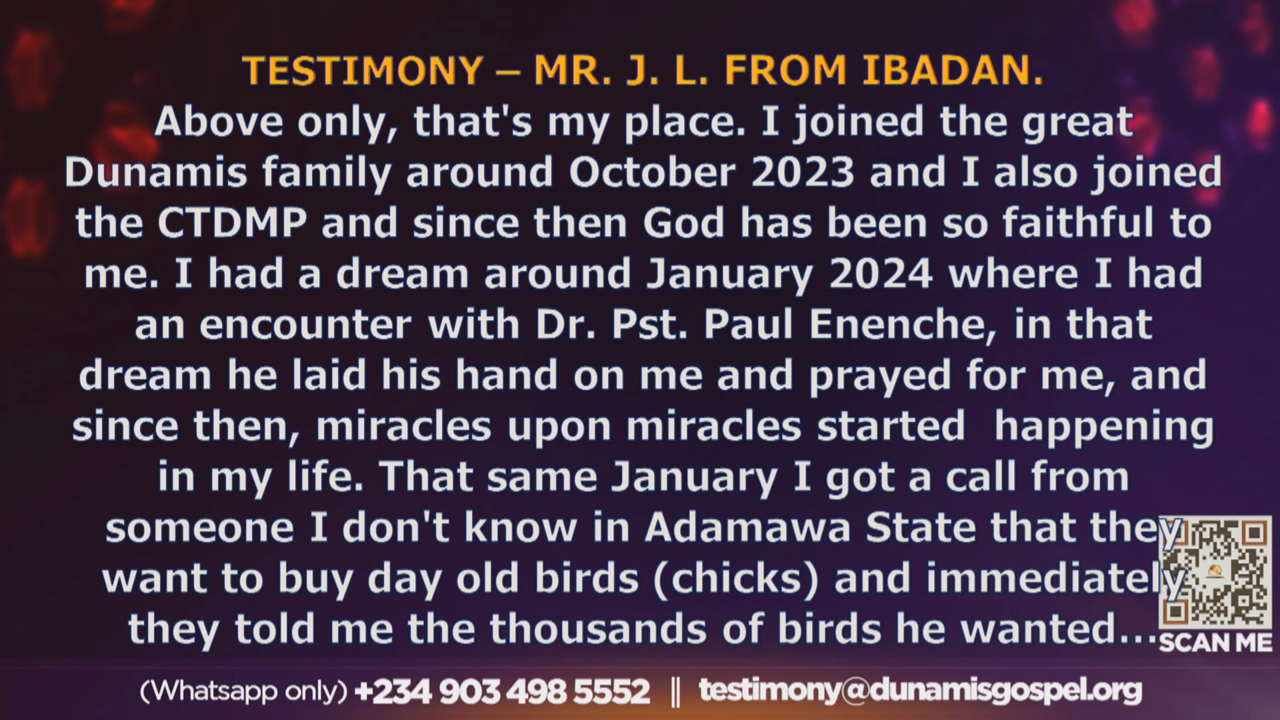 TESTIMONY – MR. J. L. FROM IBADAN.
Above only, that's my place. I joined the great
Dunamis family around October 2023 and I also joined
the CTDMP and since then God has been so faithful to
me. I had a dream around January 2024 where I had
an encounter with Dr. Pst. Paul Enenche, in that
dream he laid his hand on me and prayed for me, and
since then, miracles upon miracles started  happening
in my life. That same January I got a call from
someone I don't know in Adamawa State that they
want to buy day old birds (chicks) and immediately
they told me the thousands of birds he wanted...
SCAN ME
(Whatsapp only) +234 903 498 5552 || testimony@dunamisgospel.org